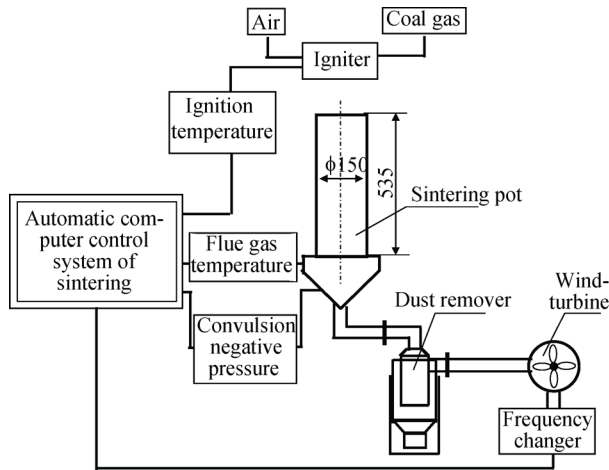 Air
Coal gas
Igniter
Ignition
temperature
ϕ150
535
Sintering pot
Automatic com-
puter control
system of
sintering
Flue gas
temperature
Convulsion
negative
pressure
Dust remover
Wind-
turbine
Frequency
changer